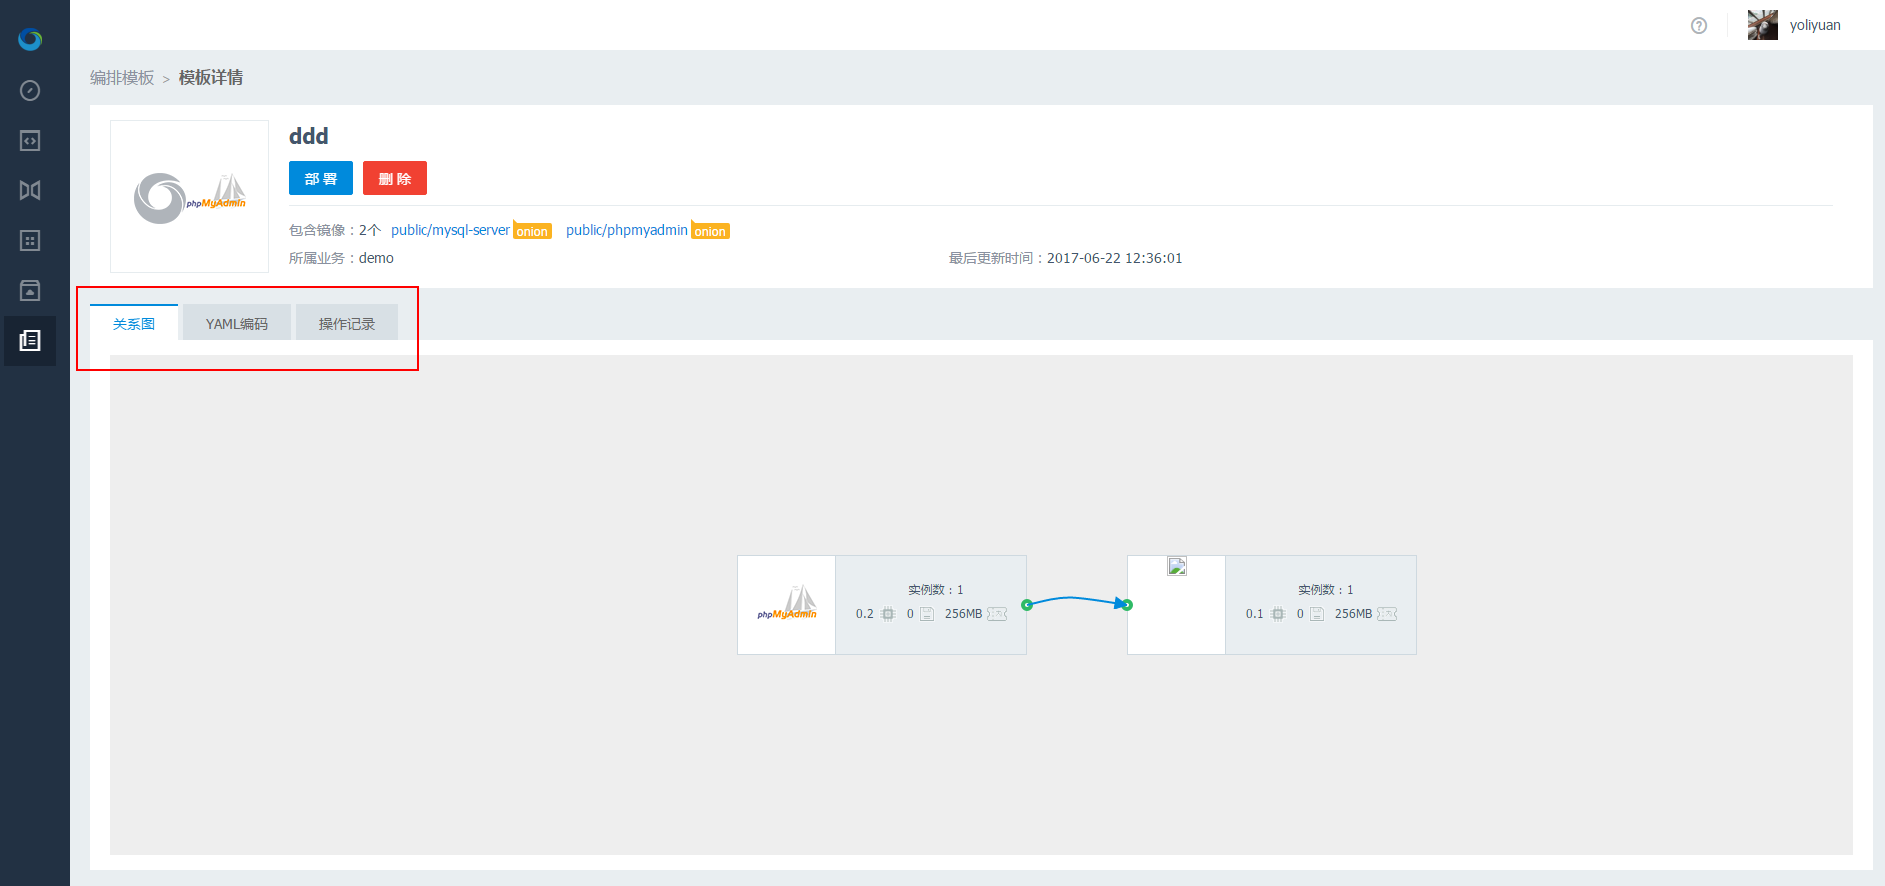 yoliyuan
编排模板 > 模板详情
ddd
部 署 删 除
phpMyAdmin
包含镜像：2个 public/mysql-server onion public/phpmyadmin onion
所属业务：demo 最后更新时间：2017-06-22 12:36:01
关系图 YAML编码 操作记录
phpMyAdmin
实例数：1
0.2 0 256MB
实例数：1
0.1 0 256MB